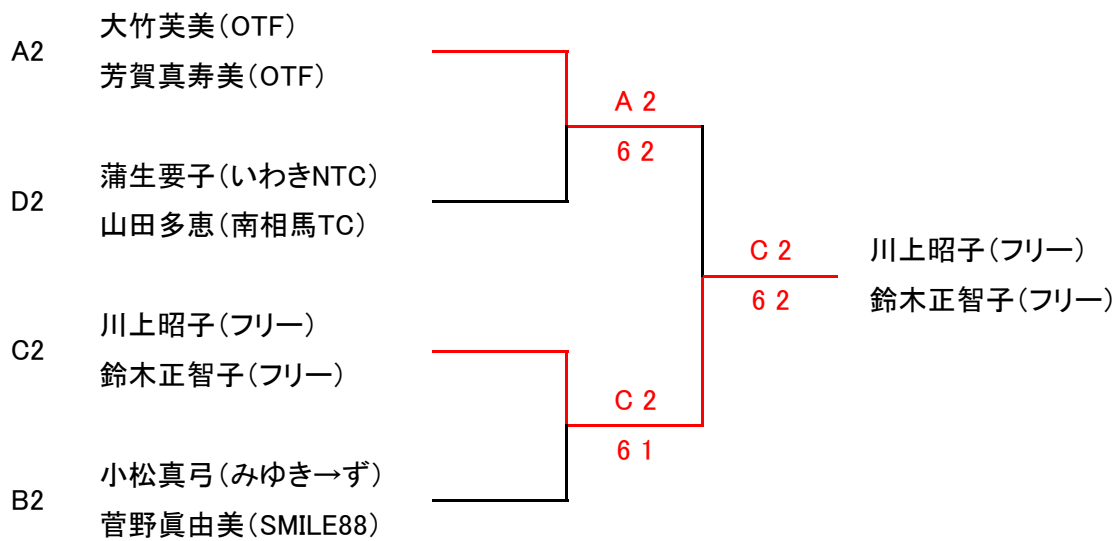 A2
大竹芙美(OTF)
芳賀真寿美(OTF)
A 2
6 2
D2
蒲生要子(いわきNTC)
山田多恵(南相馬TC)
C 2
6 2
川上昭子(フリー)
鈴木正智子(フリー)
C2
川上昭子(フリー)
鈴木正智子(フリー)
C 2
6 1
B2
小松真弓(みゆき→ず)
菅野眞由美(SMILE88)